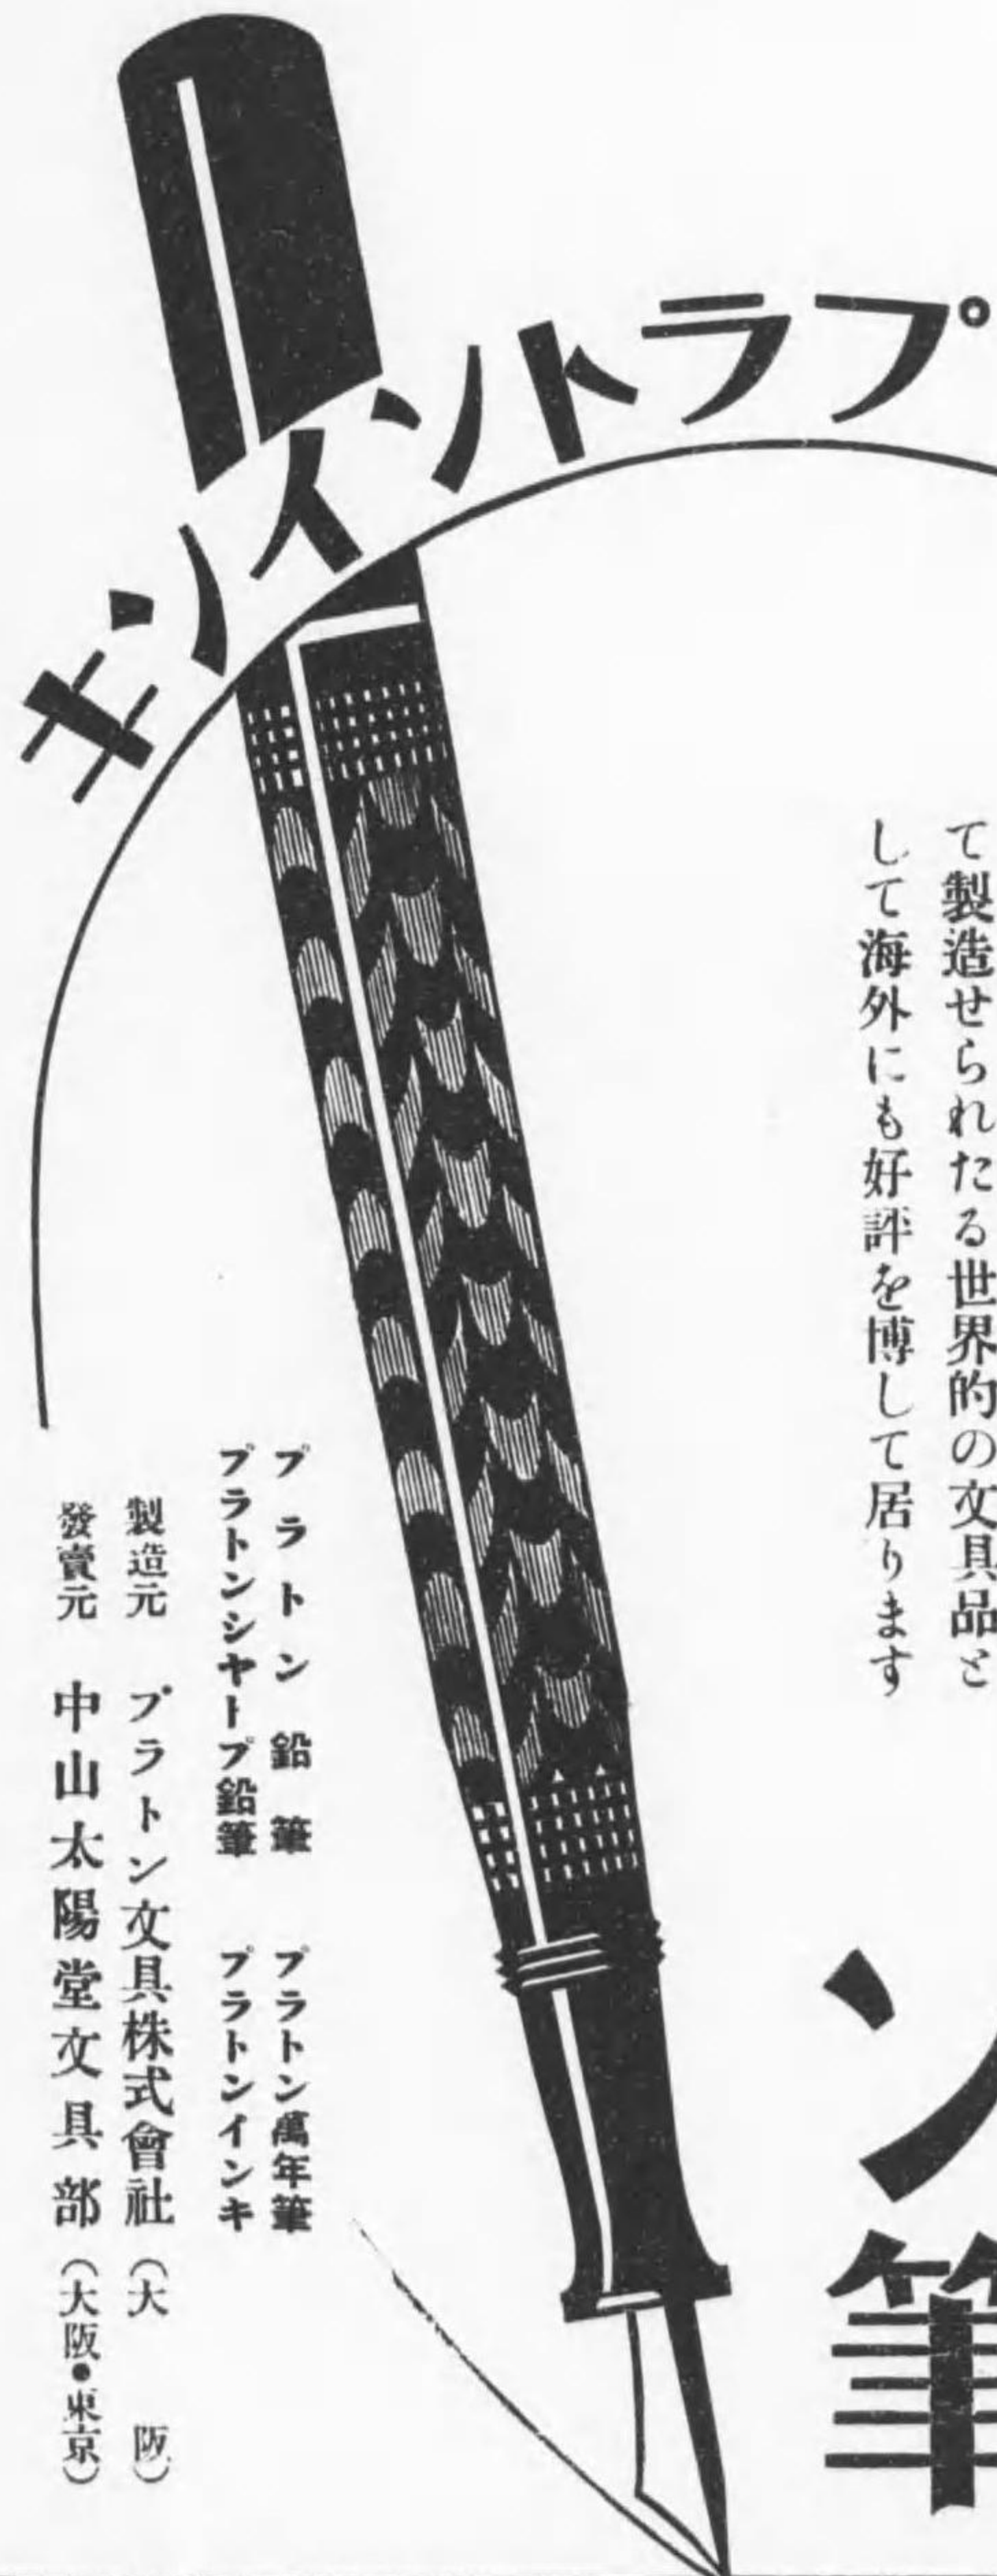 プラトンインキ
て製造せられたる世界的の文具品と
して海外にも好評を博して居ります
ン
筆
プラトン鉛筆　プラトン萬年筆
プラトンシヤープ鉛筆　プラトンインキ
製造元　プラトン文具株式會社（大阪）
發賣元　中山太陽堂文具部（大阪・東京）